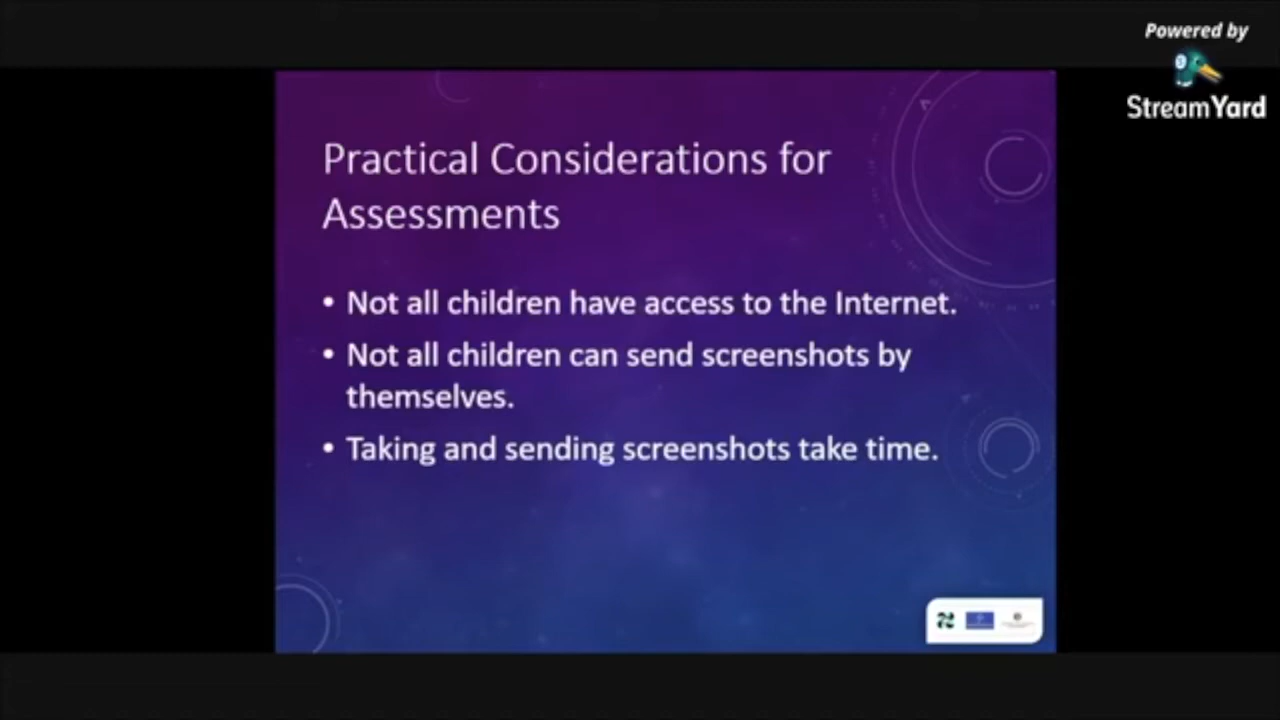 Powered by
StreamYard
Practical Considerations for
Assessments
• Not all children have access to the Internet.
• Not all children can send screenshots by
themselves.
• Taking and sending screenshots take time.